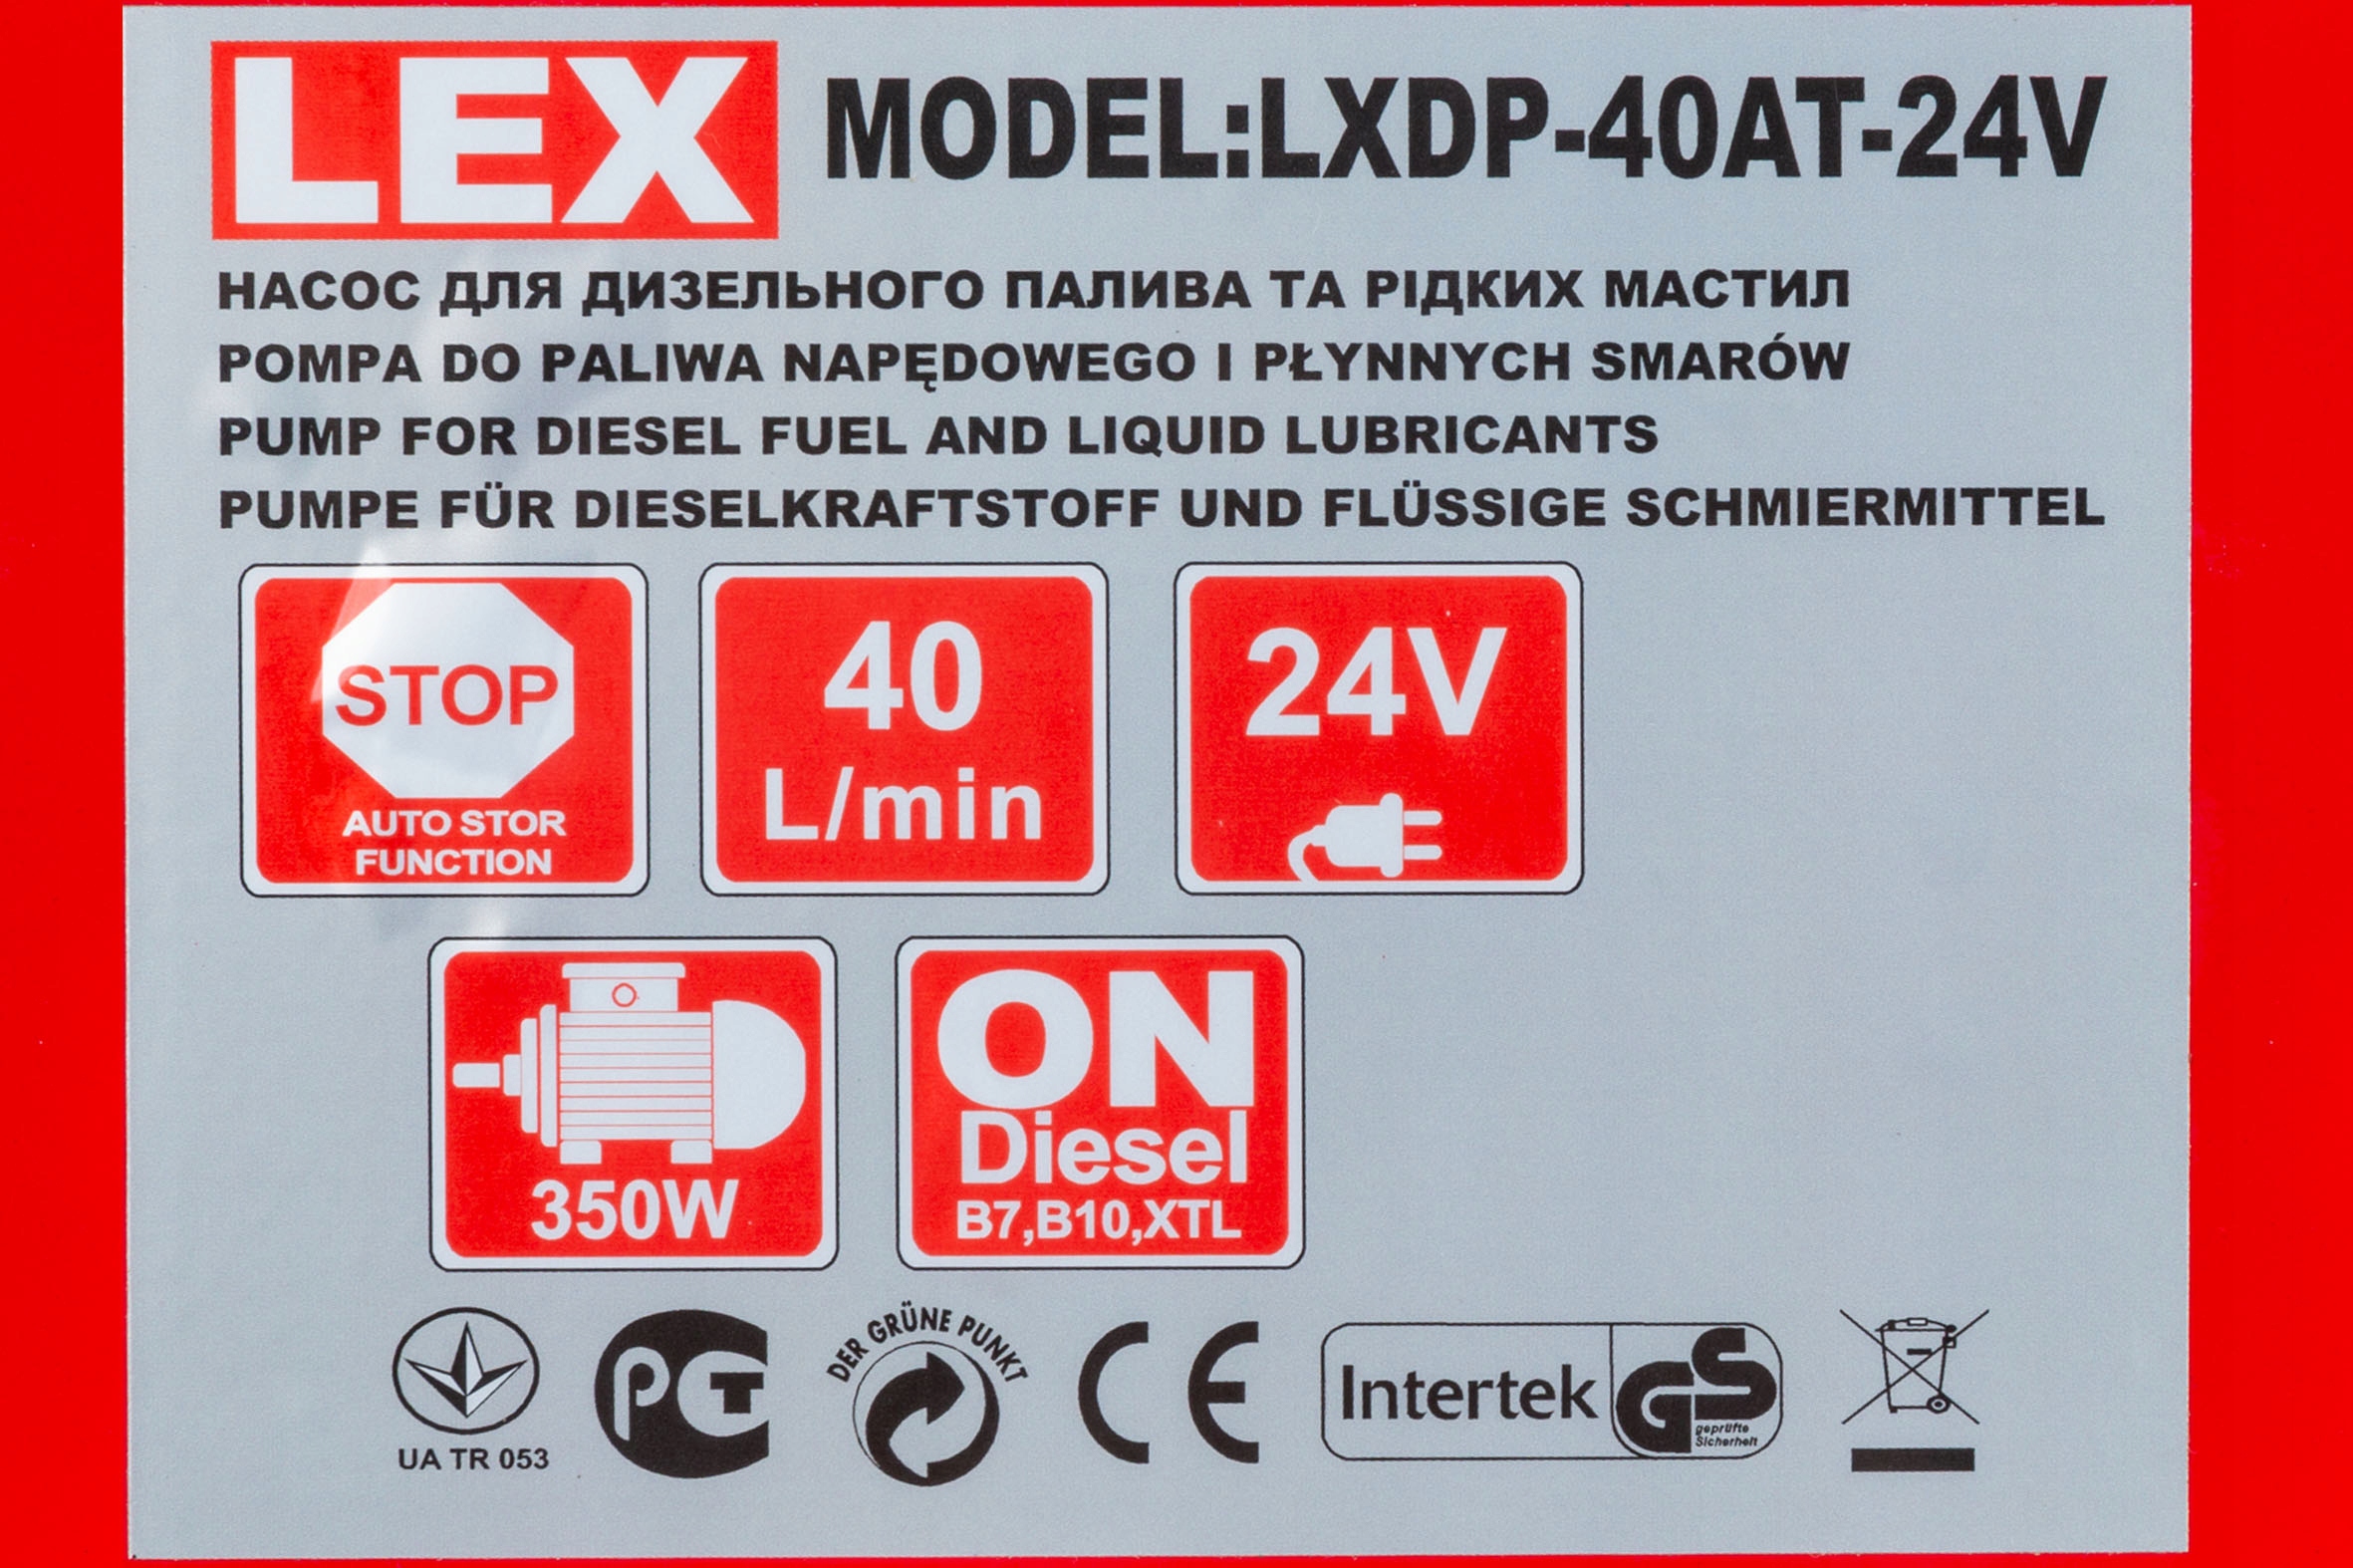 LEX MODEL:LXDP-40AT-24V
НАСОС ДЛЯ ДИЗЕЛЬНОГО ПАЛИВА ТА РІДКИХ МАСТИЛ
POMPA DO PALIWA NAPĘDOWEGO I PŁYNNYCH SMARÓW
PUMP FOR DIESEL FUEL AND LIQUID LUBRICANTS
PUMPE FÜR DIESELKRAFTSTOFF UND FLÜSSIGE SCHMIERMITTEL
STOP
AUTO STOR
FUNCTION
40
L/min
24V
350W
ON
Diesel
B7,B10,XTL
UA TR 053
РСТ
DER GRÜNE PUNKT
CE
Intertek
GS
geprüfte
Sicherheit